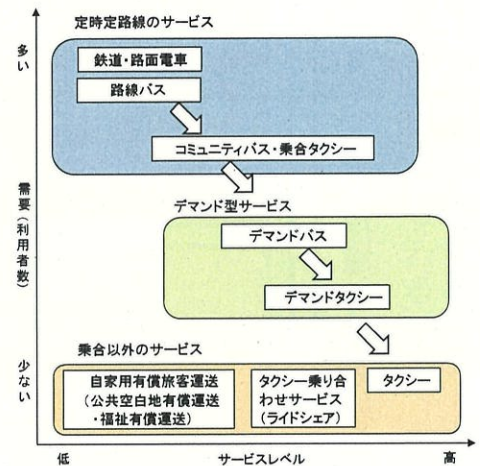 定時定路線のサービス
多い
鉄道・路面電車
路線バス
コミュニティバス・乗合タクシー
需要(利用者数)
デマンド型サービス
デマンドバス
デマンドタクシー
少ない
乗合以外のサービス
自家用有償旅客運送
(公共空白地有償運送
・福祉有償運送)
タクシー乗り合
わせサービス
(ライドシェア)
タクシー
低
サービスレベル
高